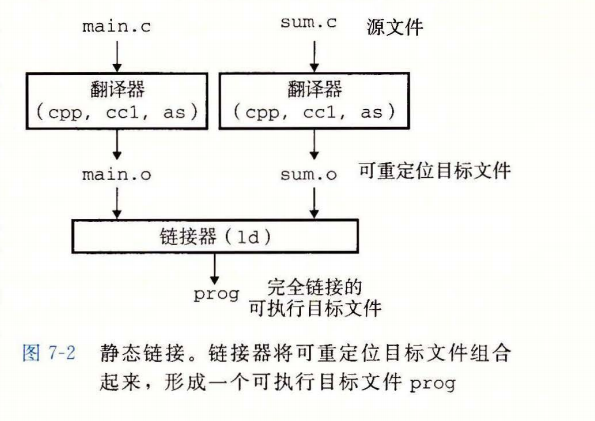 main.c sum.c 源文件
翻译器 翻译器
(cpp, cc1, as) (cpp, cc1, as)
main.o sum.o 可重定位目标文件
链接器(ld)
prog 完全链接的
可执行目标文件
图 7-2 静态链接。链接器将可重定位目标文件组合
起来，形成一个可执行目标文件 prog